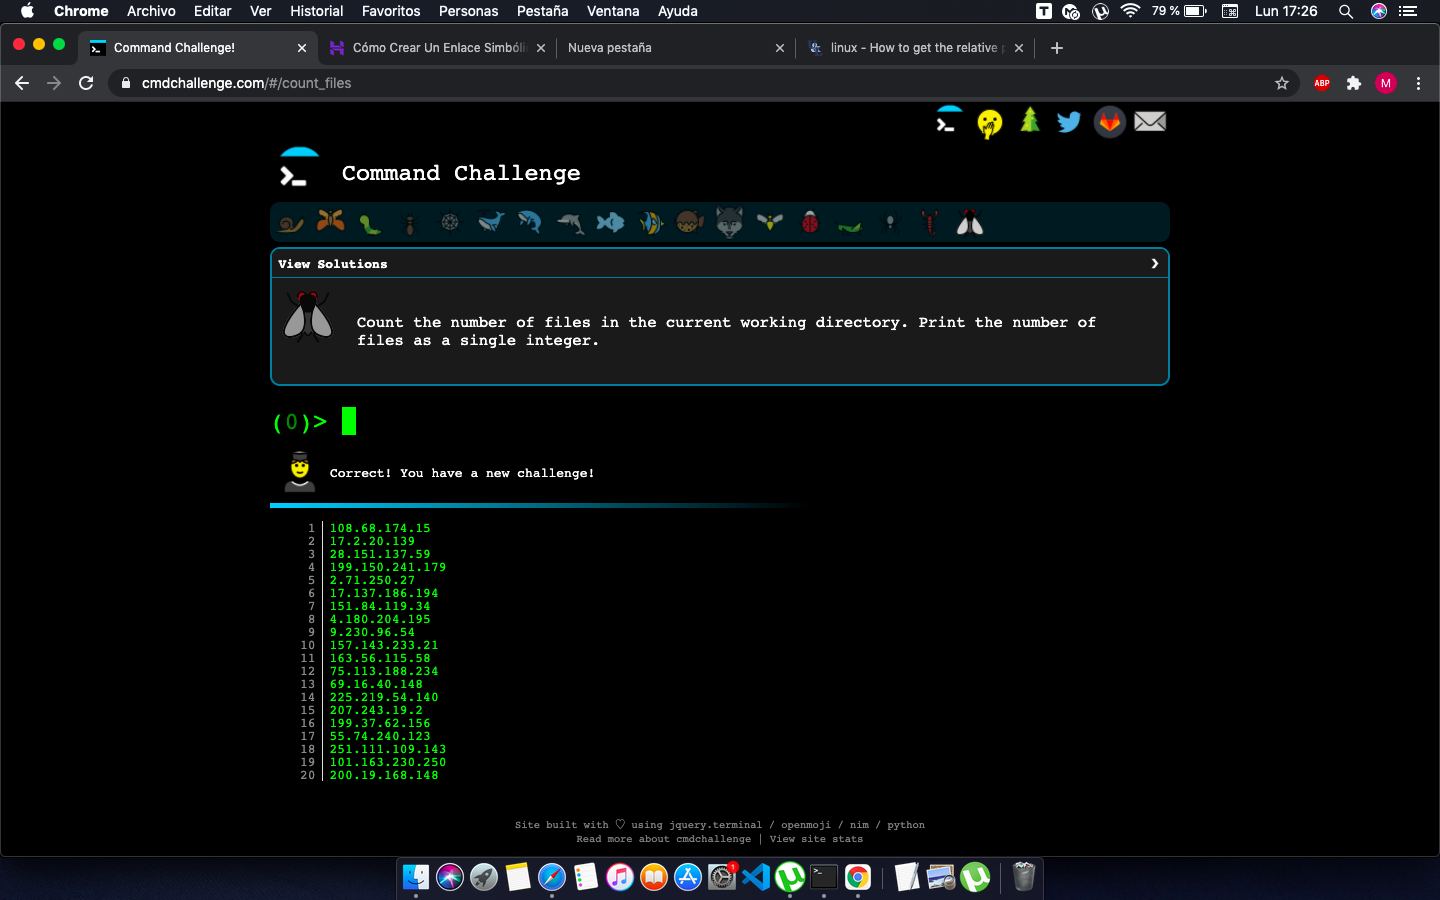 Chrome Archivo Editar Ver Historial Favoritos Personas Pestaña Ventana Ayuda 79 % Lun 17:26
Command Challenge! Cómo Crear Un Enlace Simbóli Nueva pestaña linux - How to get the relative p
cmdchallenge.com/#/count_files ABP M
Command Challenge
View Solutions
Count the number of files in the current working directory. Print the number of
files as a single integer.
(0)>
Correct! You have a new challenge!
1 108.68.174.15
2 17.2.20.139
3 28.151.137.59
4 199.150.241.179
5 2.71.250.27
6 17.137.186.194
7 151.84.119.34
8 4.180.204.195
9 9.230.96.54
10 157.143.233.21
11 163.56.115.58
12 75.113.188.234
13 69.16.40.148
14 225.219.54.140
15 207.243.19.2
16 199.37.62.156
17 55.74.240.123
18 251.111.109.143
19 101.163.230.250
20 200.19.168.148
Site built with ♡ using jquery.terminal / openmoji / nim / python
Read more about cmdchallenge | View site stats
1